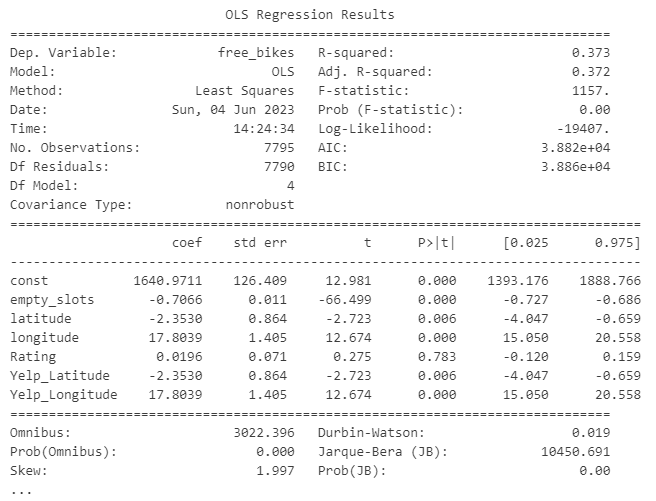 OLS Regression Results
==============================================================================
Dep. Variable:             free_bikes   R-squared:                       0.373
Model:                            OLS   Adj. R-squared:                  0.372
Method:                 Least Squares   F-statistic:                     1157.
Date:                Sun, 04 Jun 2023   Prob (F-statistic):               0.00
Time:                        14:24:34   Log-Likelihood:                -19407.
No. Observations:                7795   AIC:                         3.882e+04
Df Residuals:                    7790   BIC:                         3.886e+04
Df Model:                           4
Covariance Type:            nonrobust
==================================================================================
                     coef    std err          t      P>|t|      [0.025      0.975]
----------------------------------------------------------------------------------
const           1640.9711    126.409     12.981      0.000    1393.176    1888.766
empty_slots       -0.7066      0.011    -66.499      0.000      -0.727      -0.686
latitude          -2.3530      0.864     -2.723      0.006      -4.047      -0.659
longitude         17.8039      1.405     12.674      0.000      15.050      20.558
Rating             0.0196      0.071      0.275      0.783      -0.120       0.159
Yelp_Latitude     -2.3530      0.864     -2.723      0.006      -4.047      -0.659
Yelp_Longitude    17.8039      1.405     12.674      0.000      15.050      20.558
==============================================================================
Omnibus:                     3022.396   Durbin-Watson:                   0.019
Prob(Omnibus):                  0.000   Jarque-Bera (JB):            10450.691
Skew:                           1.997   Prob(JB):                         0.00
...